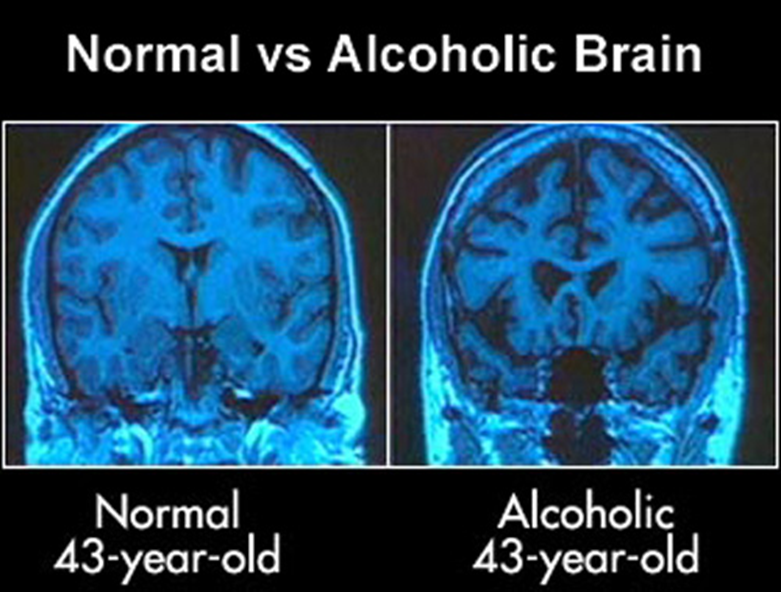 Normal vs Alcoholic Brain
Normal
43-year-old
Alcoholic
43-year-old